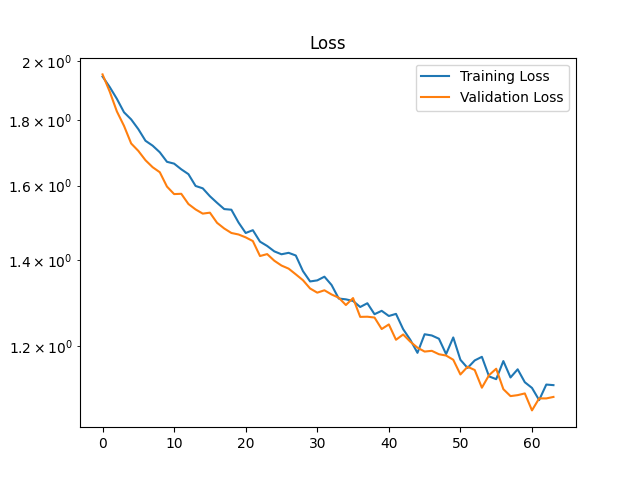 Loss
Training Loss
Validation Loss
2 × 10⁰
1.8 × 10⁰
1.6 × 10⁰
1.4 × 10⁰
1.2 × 10⁰
0 10 20 30 40 50 60